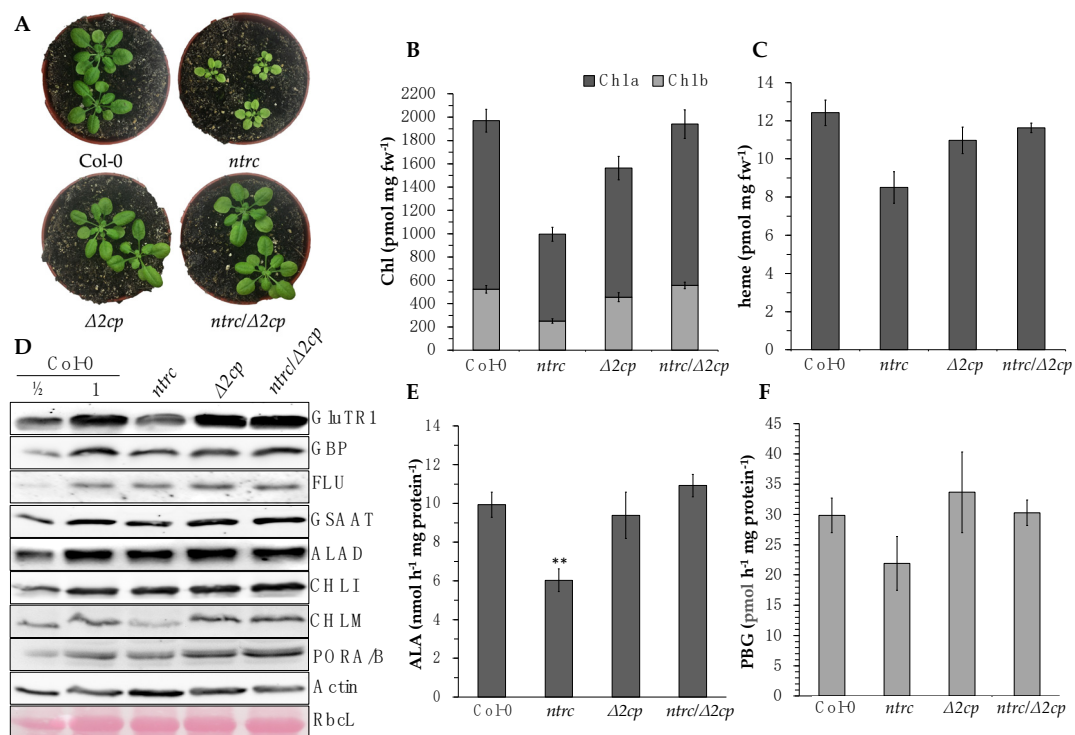 A
Col-0
ntrc
Δ2cp
ntrc/Δ2cp
B
Chla
Chlb
Chl (pmol mg fw⁻¹)
2200
2000
1800
1600
1400
1200
1000
800
600
400
200
0
Col-0
ntrc
Δ2cp
ntrc/Δ2cp
C
heme (pmol mg fw⁻¹)
14
12
10
8
6
4
2
0
Col-0
ntrc
Δ2cp
ntrc/Δ2cp
D
Col-0
½
1
ntrc
Δ2cp
ntrc/Δ2cp
GluTR1
GBP
FLU
GSAAT
ALAD
CHLI
CHLM
PORA/B
Actin
RbcL
E
ALA (nmol h⁻¹ mg protein⁻¹)
14
12
10
8
6
4
2
0
**
Col-0
ntrc
Δ2cp
ntrc/Δ2cp
F
PBG (pmol h⁻¹ mg protein⁻¹)
45
40
35
30
25
20
15
10
5
0
Col-0
ntrc
Δ2cp
ntrc/Δ2cp